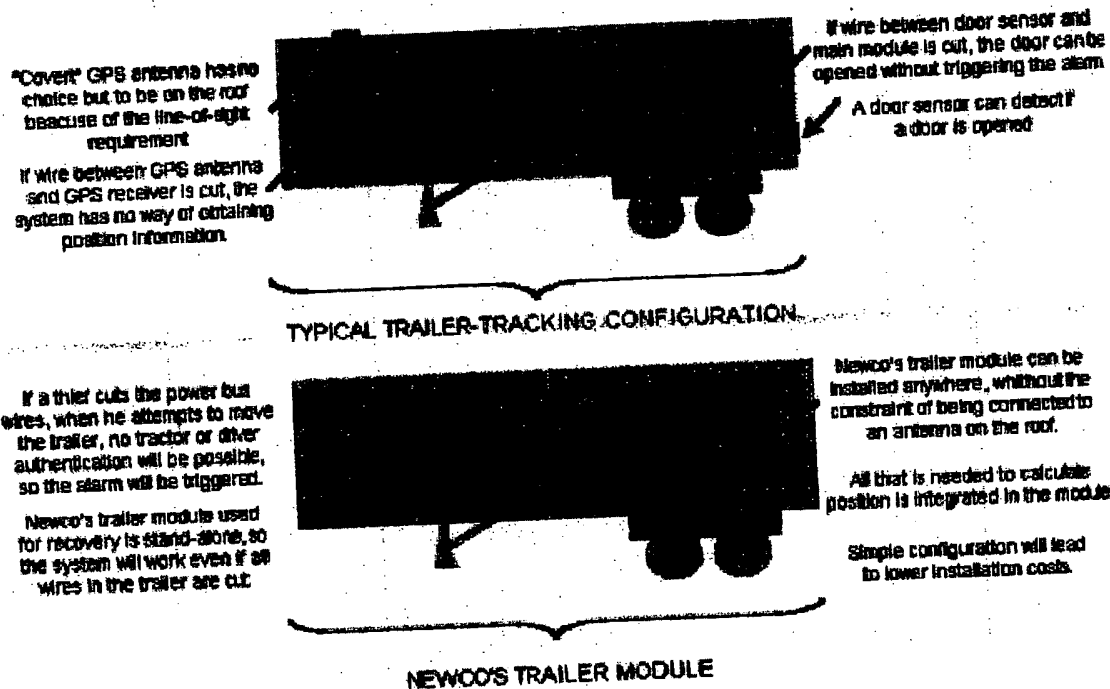 "Covert" GPS antenna has no
choice but to be on the roof
beacuse of the line-of-sight
requirement
If wire between GPS antenna
and GPS receiver is cut, the
system has no way of obtaining
position information.
If wire between door sensor and
main module is cut, the door can be
opened without triggering the alarm.
A door sensor can detect if
a door is opened
TYPICAL TRAILER-TRACKING CONFIGURATION
If a thief cuts the power bus
wires, when he attempts to move
the trailer, no tractor or driver
authentication will be possible,
so the alarm will be triggered.
Newco's trailer module used
for recovery is stand-alone, so
the system will work even if all
wires in the trailer are cut
Newco's trailer module can be
installed anywhere, whithout the
constraint of being connected to
an antenna on the roof.
All that is needed to calculate
position is integrated in the module
Simple configuration will lead
to lower installation costs.
NEWCO'S TRAILER MODULE